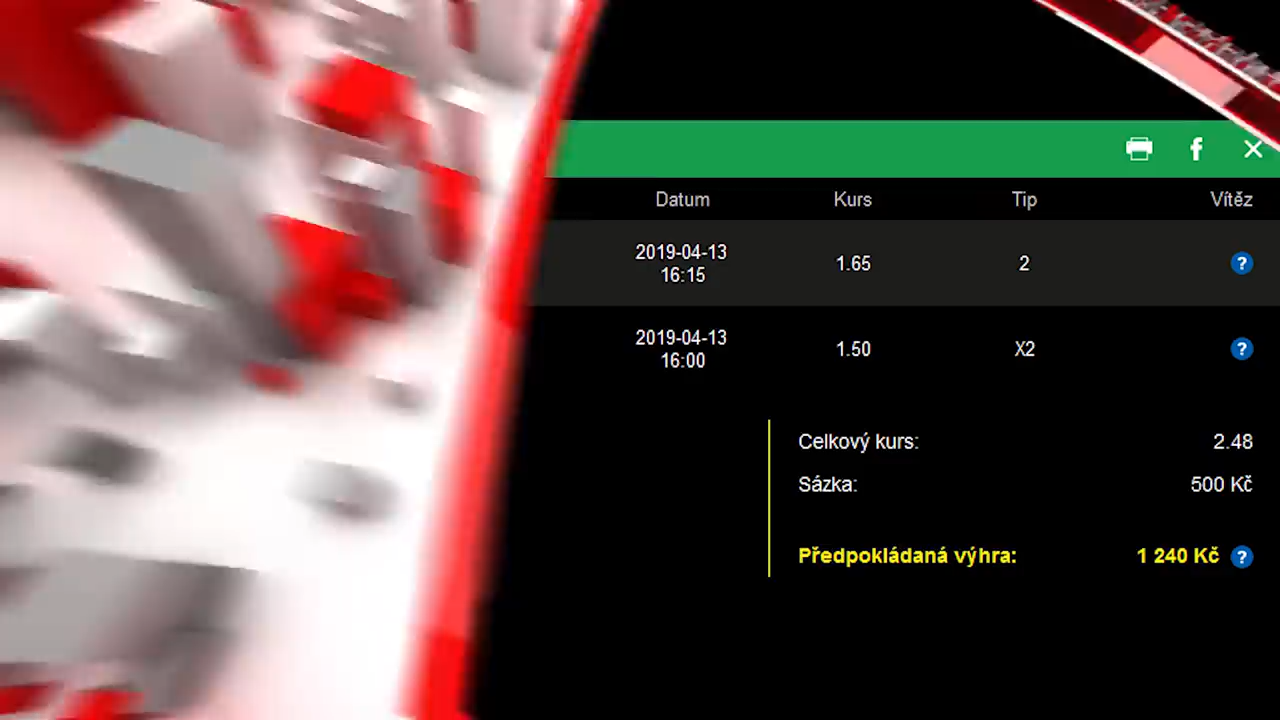 f
Datum Kurs Tip Vítěz
2019-04-13
16:15
1.65 2 ?
2019-04-13
16:00
1.50 X2 ?
Celkový kurs: 2.48
Sázka: 500 Kč
Předpokládaná výhra: 1 240 Kč ?